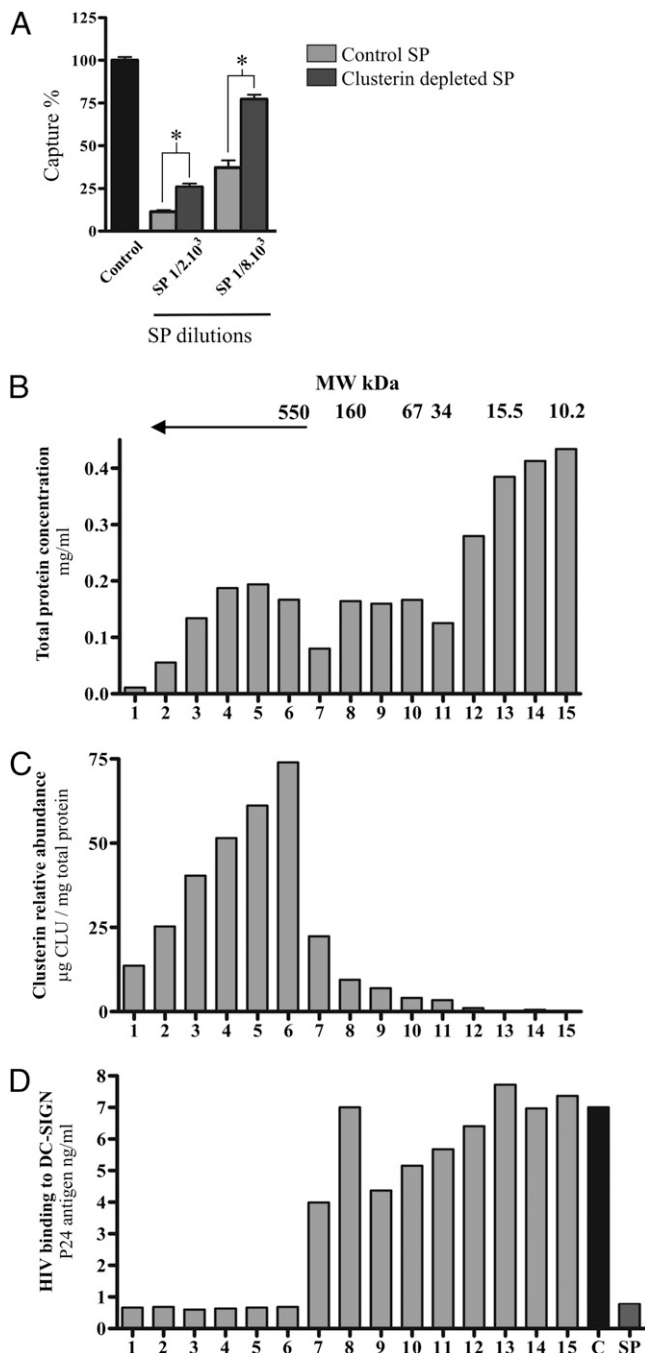 A
Capture %
125
100
75
50
25
0
*
*
Control SP
Clusterin depleted SP
Control
SP 1/2.10³
SP 1/8.10³
SP dilutions
B
MW kDa
550 160 67 34 15.5 10.2
Total protein concentration
mg/ml
0.4
0.3
0.2
0.1
0.0
1 2 3 4 5 6 7 8 9 10 11 12 13 14 15
C
Clusterin relative abundance
µg CLU / mg total protein
75
50
25
0
1 2 3 4 5 6 7 8 9 10 11 12 13 14 15
D
HIV binding to DC-SIGN
P24 antigen ng/ml
8
7
6
5
4
3
2
1
0
1 2 3 4 5 6 7 8 9 10 11 12 13 14 15 C SP